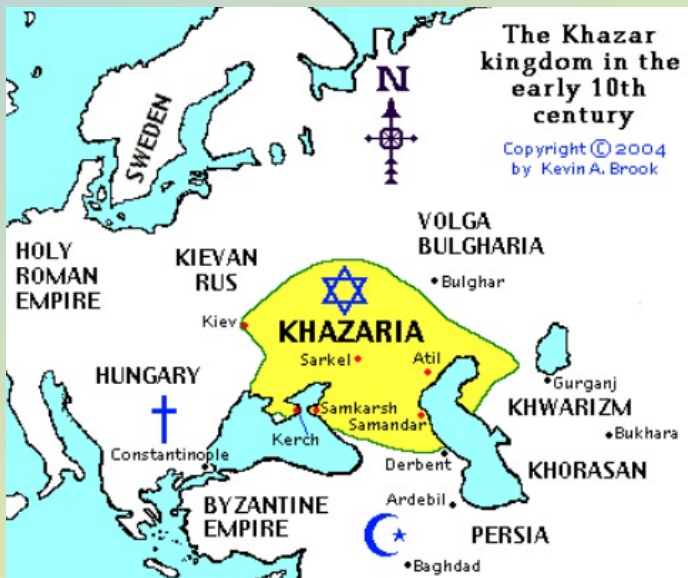 The Khazar
kingdom in the
early 10th
century
Copyright © 2004
by Kevin A. Brook
N
SWEDEN
HOLY
ROMAN
EMPIRE
KIEVAN
RUS
VOLGA
BULGHARIA
Bulghar
Kiev
KHAZARIA
Sarkel
Atil
HUNGARY
Gurganj
KHWARIZM
Samkarsh
Samandar
Kerch
Bukhara
Constantinople
Derbent
KHORASAN
BYZANTINE
EMPIRE
Ardebil
PERSIA
Baghdad